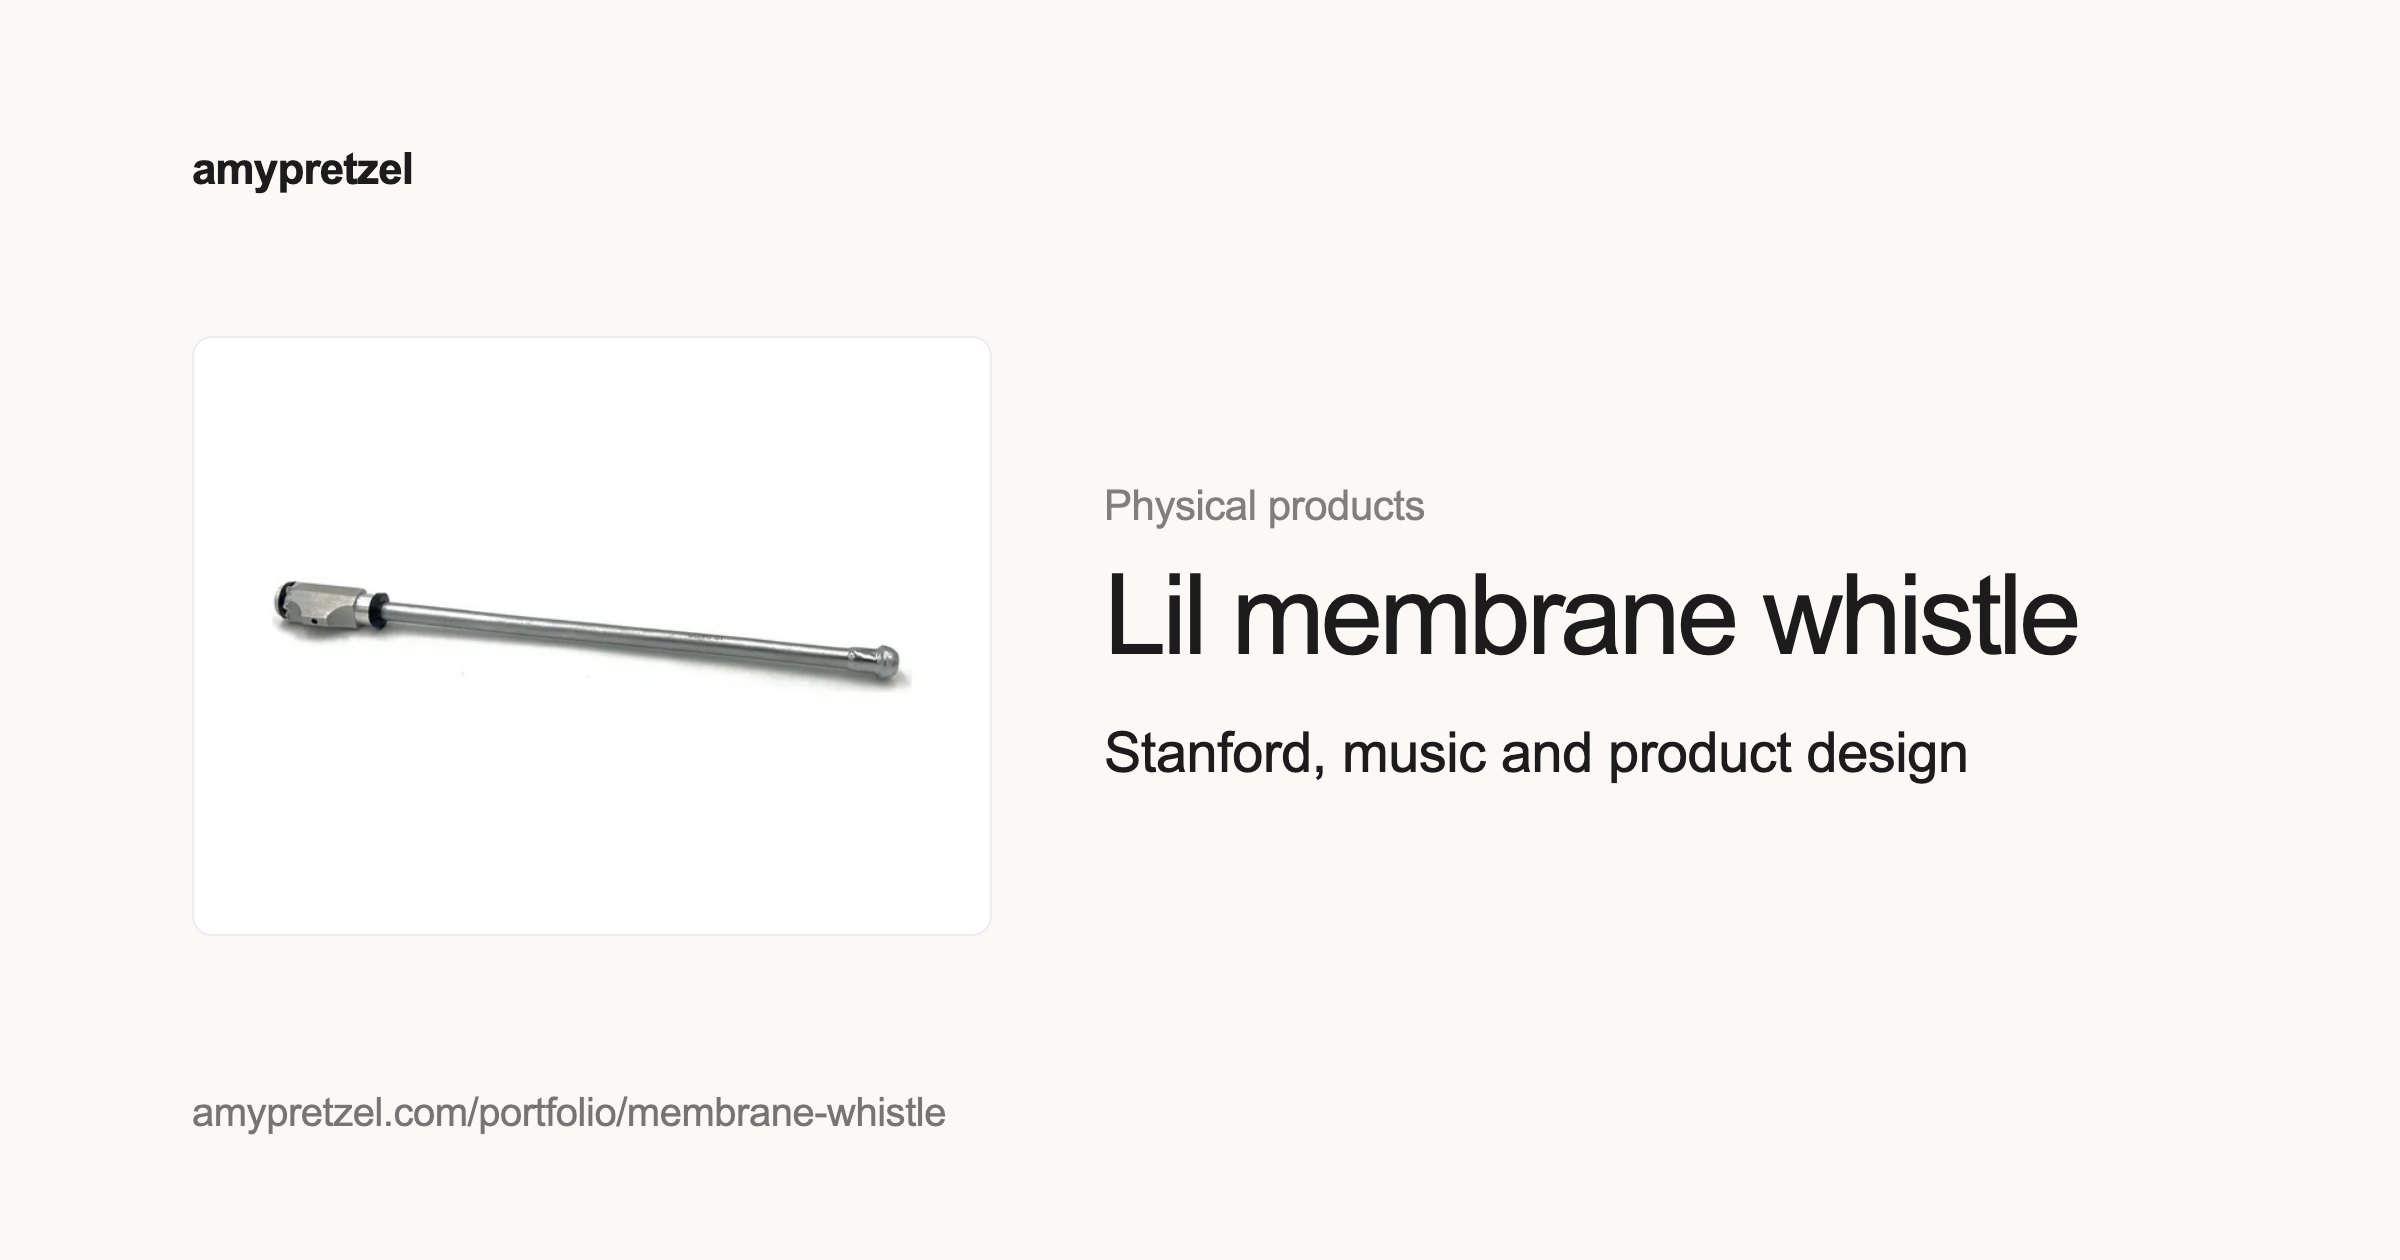 amypretzel
Physical products
Lil membrane whistle
Stanford, music and product design
amypretzel.com/portfolio/membrane-whistle